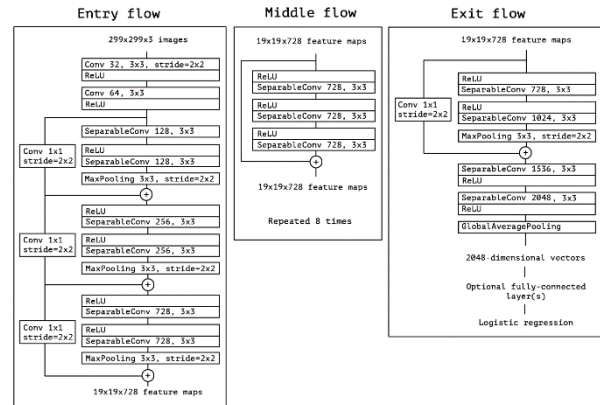 Entry flow
299x299x3 images
Conv 32, 3x3, stride=2x2
ReLU
Conv 64, 3x3
ReLU
Conv 1x1
stride=2x2
SeparableConv 128, 3x3
ReLU
SeparableConv 128, 3x3
MaxPooling 3x3, stride=2x2
+
Conv 1x1
stride=2x2
ReLU
SeparableConv 256, 3x3
ReLU
SeparableConv 256, 3x3
MaxPooling 3x3, stride=2x2
+
Conv 1x1
stride=2x2
ReLU
SeparableConv 728, 3x3
ReLU
SeparableConv 728, 3x3
MaxPooling 3x3, stride=2x2
+
19x19x728 feature maps
Middle flow
19x19x728 feature maps
ReLU
SeparableConv 728, 3x3
ReLU
SeparableConv 728, 3x3
ReLU
SeparableConv 728, 3x3
+
19x19x728 feature maps
Repeated 8 times
Exit flow
19x19x728 feature maps
Conv 1x1
stride=2x2
ReLU
SeparableConv 728, 3x3
ReLU
SeparableConv 1024, 3x3
MaxPooling 3x3, stride=2x2
+
SeparableConv 1536, 3x3
ReLU
SeparableConv 2048, 3x3
ReLU
GlobalAveragePooling
2048-dimensional vectors
Optional fully-connected
layer(s)
Logistic regression